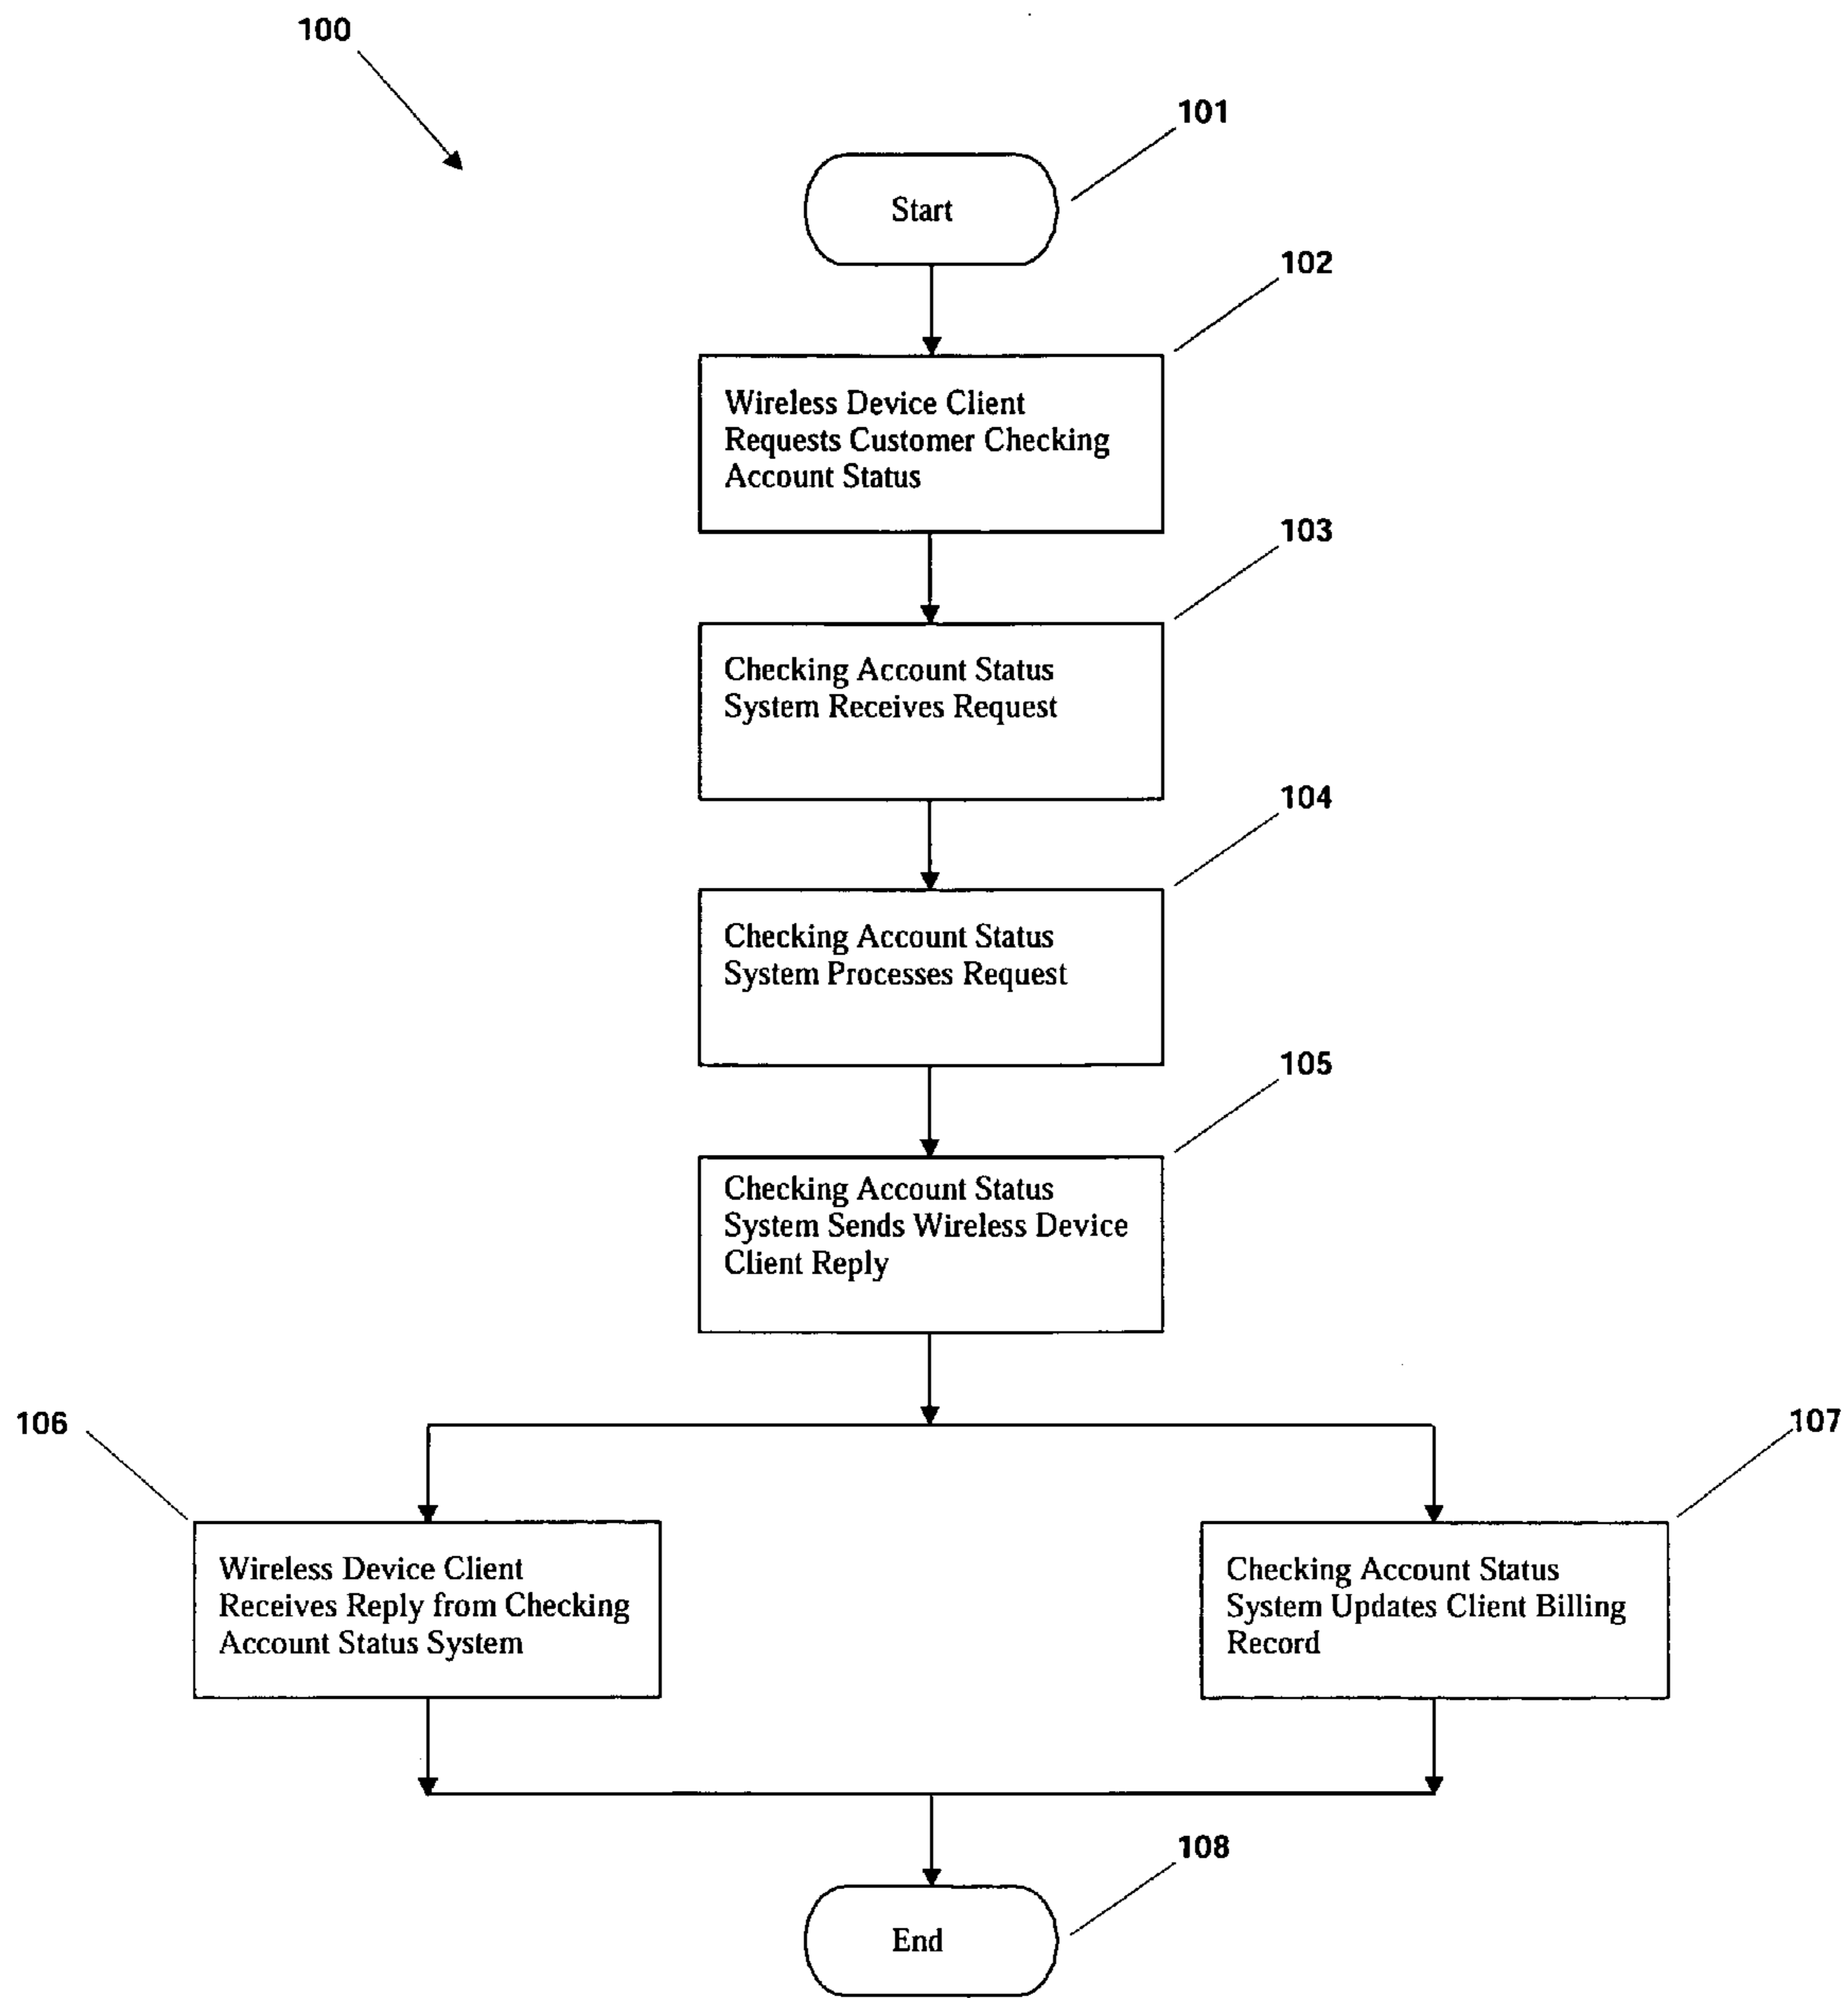 100
101
Start
102
Wireless Device Client
Requests Customer Checking
Account Status
103
Checking Account Status
System Receives Request
104
Checking Account Status
System Processes Request
105
Checking Account Status
System Sends Wireless Device
Client Reply
106
Wireless Device Client
Receives Reply from Checking
Account Status System
107
Checking Account Status
System Updates Client Billing
Record
108
End